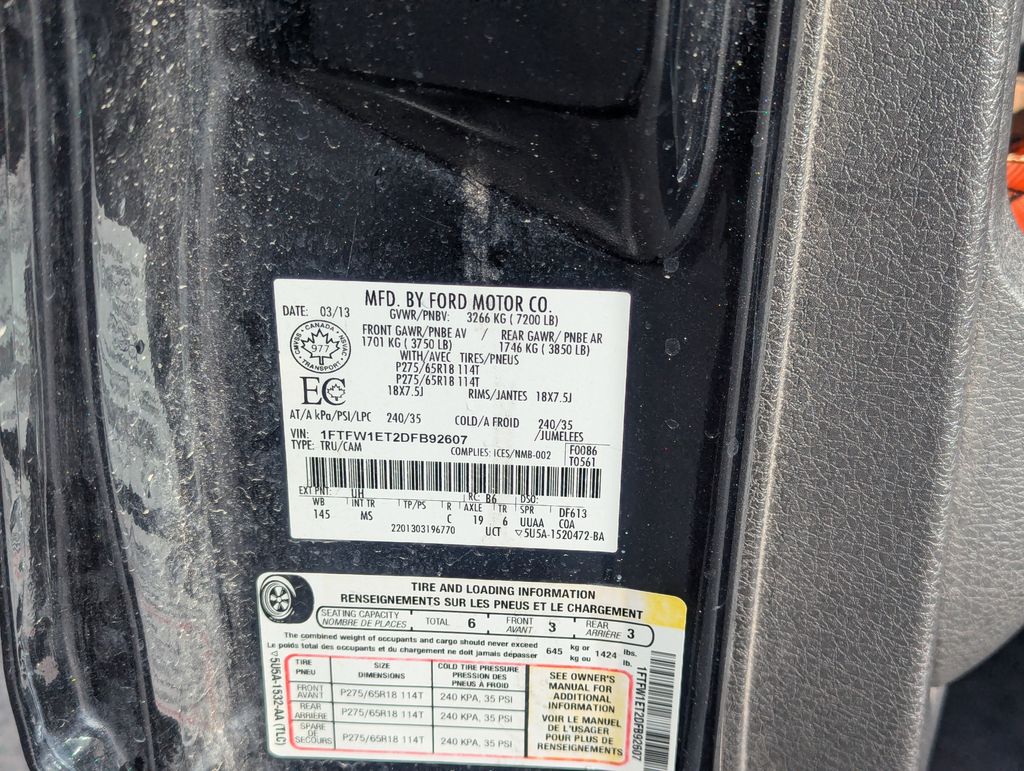 MFD. BY FORD MOTOR CO.
DATE: 03/13 GVWR/PNBV: 3266 KG ( 7200 LB)
FRONT GAWR/PNBE AV / REAR GAWR/ PNBE AR
1701 KG ( 3750 LB) 1746 KG ( 3850 LB)
WITH/AVEC TIRES/PNEUS
P275/65R18 114T
P275/65R18 114T
18X7.5J RIMS/JANTES 18X7.5J
CANADA
977
TRANSPORT
EC
AT/A kPa/PSI/LPC 240/35 COLD/A FROID 240/35
/JUMELEES
VIN: 1FTFW1ET2DFB92607
TYPE: TRU/CAM COMPLIES: ICES/NMB-002
F0086
T0561
EXT PNT: UH RC: B6 DSO:
WB INT TR TP/PS R AXLE TR SPR DF613
145 MS C 19 6 UUAA COA
2201303196770 UCT ▽5U5A-1520472-BA
TIRE AND LOADING INFORMATION
RENSEIGNEMENTS SUR LES PNEUS ET LE CHARGEMENT
SEATING CAPACITY
NOMBRE DE PLACES
TOTAL 6 FRONT
AVANT 3 REAR
ARRIÈRE 3
The combined weight of occupants and cargo should never exceed
Le poids total des occupants et du chargement ne doit jamais dépasser
645 kg or 1424 lbs.
kg ou lb.
TIRE
PNEU
SIZE
DIMENSIONS
COLD TIRE PRESSURE
PRESSION DES
PNEUS À FROID
FRONT
AVANT
P275/65R18 114T
240 KPA, 35 PSI
REAR
ARRIÈRE
P275/65R18 114T
240 KPA, 35 PSI
SPARE
DE
SECOURS
P275/65R18 114T
240 KPA, 35 PSI
SEE OWNER'S
MANUAL FOR
ADDITIONAL
INFORMATION
VOIR LE MANUEL
DE L'USAGER
POUR PLUS DE
RENSEIGNEMENTS
▽5U5A-1532-AA (TLC)
1FTFW1ET2DFB92607